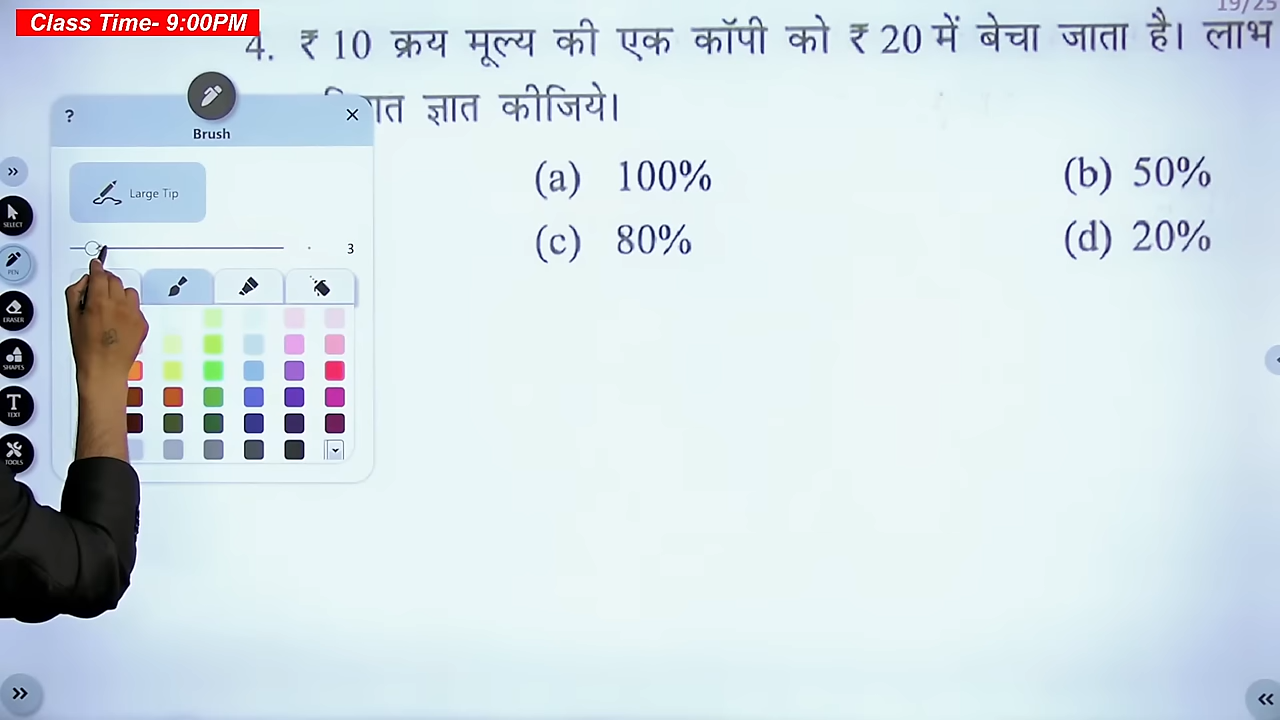 19/25
Class Time- 9:00PM
4. ₹ 10 क्रय मूल्य की एक कॉपी को ₹ 20 में बेचा जाता है। लाभ
ज्ञात कीजिये।
(a) 100% (b) 50%
(c) 80% (d) 20%
?
Brush
Large Tip
3
SELECT
PEN
ERASER
SHAPES
T
TEXT
TOOLS